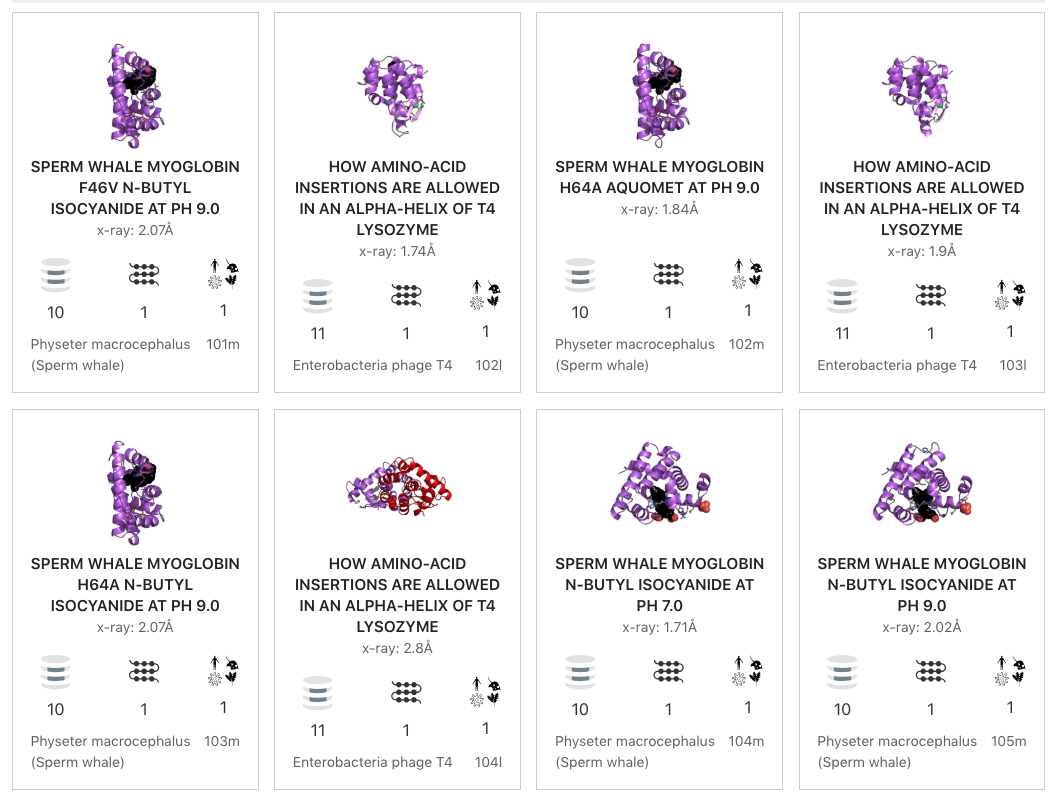 SPERM WHALE MYOGLOBIN
F46V N-BUTYL
ISOCYANIDE AT PH 9.0
x-ray: 2.07Å
10
1
1
Physeter macrocephalus 101m
(Sperm whale)
HOW AMINO-ACID
INSERTIONS ARE ALLOWED
IN AN ALPHA-HELIX OF T4
LYSOZYME
x-ray: 1.74Å
11
1
1
Enterobacteria phage T4 102l
SPERM WHALE MYOGLOBIN
H64A AQUOMET AT PH 9.0
x-ray: 1.84Å
10
1
1
Physeter macrocephalus 102m
(Sperm whale)
HOW AMINO-ACID
INSERTIONS ARE ALLOWED
IN AN ALPHA-HELIX OF T4
LYSOZYME
x-ray: 1.9Å
11
1
1
Enterobacteria phage T4 103l
SPERM WHALE MYOGLOBIN
H64A N-BUTYL
ISOCYANIDE AT PH 9.0
x-ray: 2.07Å
10
1
1
Physeter macrocephalus 103m
(Sperm whale)
HOW AMINO-ACID
INSERTIONS ARE ALLOWED
IN AN ALPHA-HELIX OF T4
LYSOZYME
x-ray: 2.8Å
11
1
1
Enterobacteria phage T4 104l
SPERM WHALE MYOGLOBIN
N-BUTYL ISOCYANIDE AT
PH 7.0
x-ray: 1.71Å
10
1
1
Physeter macrocephalus 104m
(Sperm whale)
SPERM WHALE MYOGLOBIN
N-BUTYL ISOCYANIDE AT
PH 9.0
x-ray: 2.02Å
10
1
1
Physeter macrocephalus 105m
(Sperm whale)